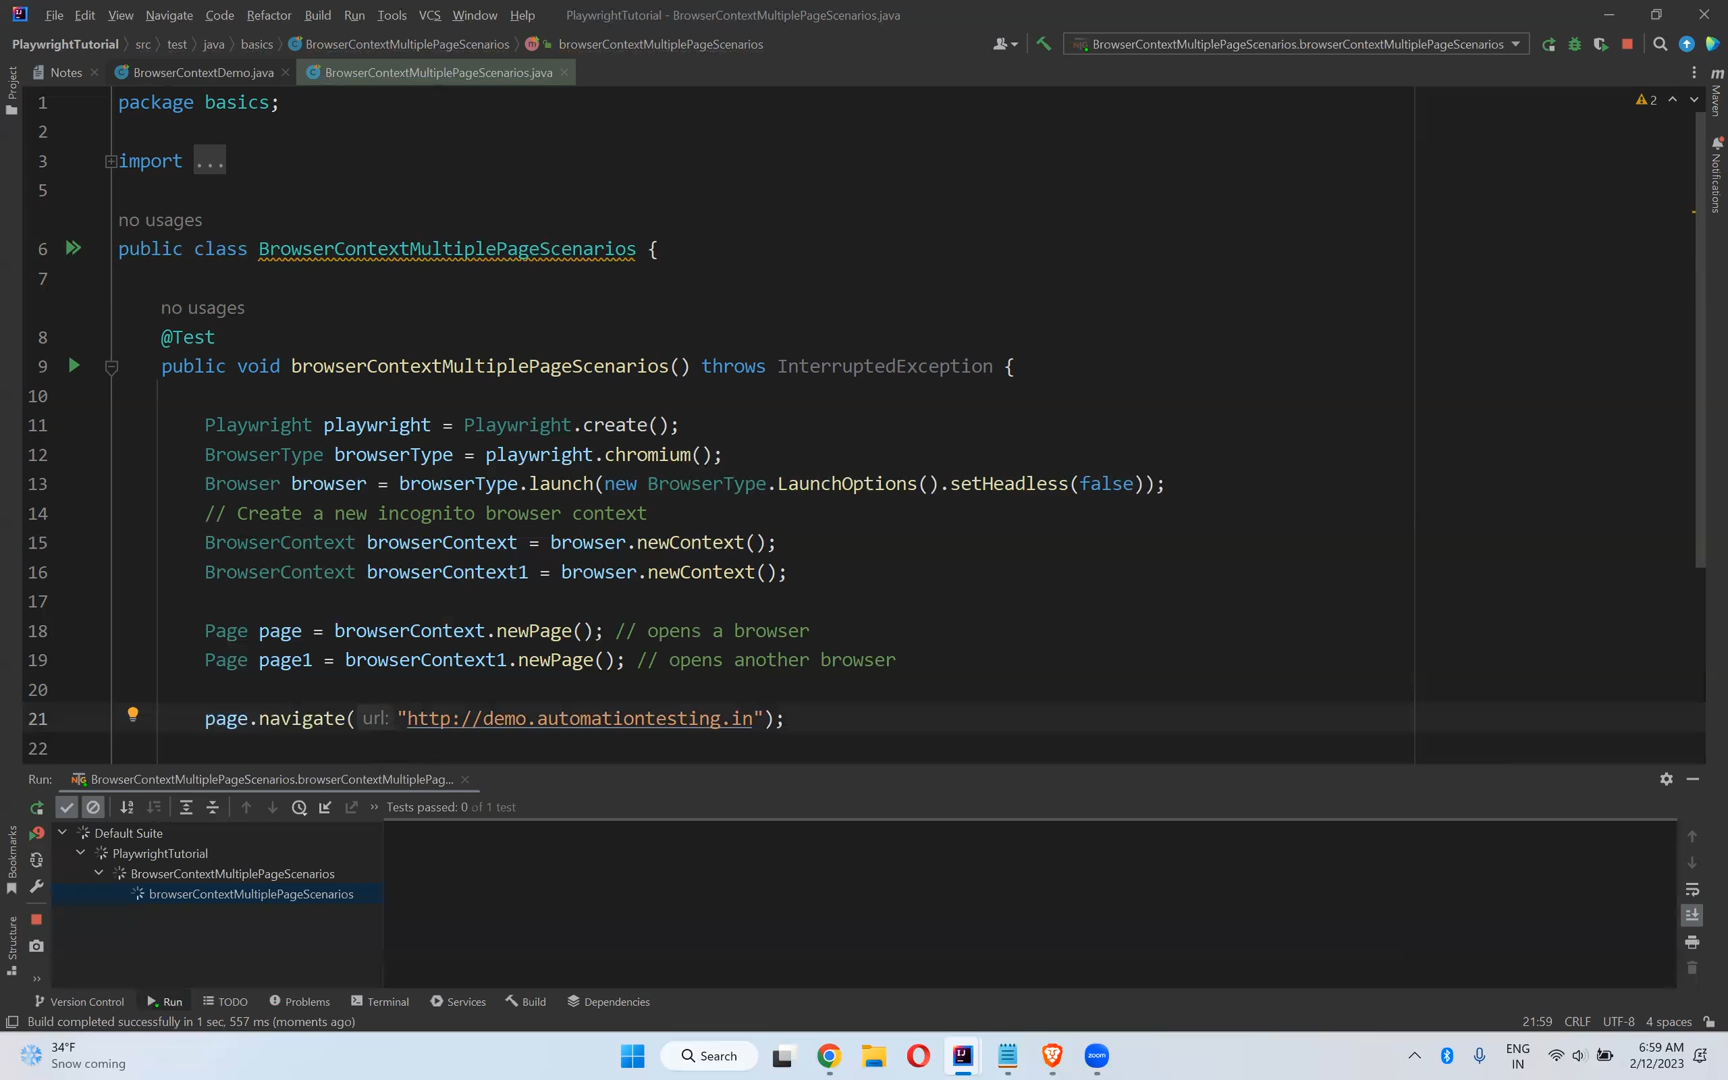 File Edit View Navigate Code Refactor Build Run Tools VCS Window Help PlaywrightTutorial - BrowserContextMultiplePageScenarios.java
PlaywrightTutorial src test java basics BrowserContextMultiplePageScenarios browserContextMultiplePageScenarios BrowserContextMultiplePageScenarios.browserContextMultiplePageScenarios
Notes BrowserContextDemo.java BrowserContextMultiplePageScenarios.java
Project
Maven
Notifications
2
1 package basics;
2
3 import ...
5
no usages
6 public class BrowserContextMultiplePageScenarios {
7
no usages
8 @Test
9 public void browserContextMultiplePageScenarios() throws InterruptedException {
10
11 Playwright playwright = Playwright.create();
12 BrowserType browserType = playwright.chromium();
13 Browser browser = browserType.launch(new BrowserType.LaunchOptions().setHeadless(false));
14 // Create a new incognito browser context
15 BrowserContext browserContext = browser.newContext();
16 BrowserContext browserContext1 = browser.newContext();
17
18 Page page = browserContext.newPage(); // opens a browser
19 Page page1 = browserContext1.newPage(); // opens another browser
20
21 page.navigate( url: "http://demo.automationtesting.in");
22
Run: BrowserContextMultiplePageScenarios.browserContextMultiplePag...
Tests passed: 0 of 1 test
Default Suite
PlaywrightTutorial
BrowserContextMultiplePageScenarios
browserContextMultiplePageScenarios
Bookmarks
Structure
Version Control Run TODO Problems Terminal Services Build Dependencies
Build completed successfully in 1 sec, 557 ms (moments ago) 21:59 CRLF UTF-8 4 spaces
34°F
Snow coming
Search
zoom
ENG
IN
6:59 AM
2/12/2023